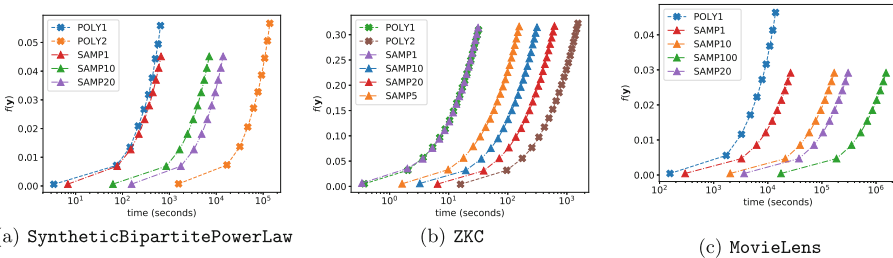 POLY1
POLY2
SAMP1
SAMP10
SAMP20
0.05
0.04
0.03
0.02
0.01
0.00
f(y)
10¹ 10² 10³ 10⁴ 10⁵
time (seconds)
a) SyntheticBipartitePowerLaw
POLY1
POLY2
SAMP1
SAMP10
SAMP20
SAMP5
0.30
0.25
0.20
0.15
0.10
0.05
0.00
f(y)
10⁰ 10¹ 10² 10³
time (seconds)
(b) ZKC
POLY1
SAMP1
SAMP10
SAMP100
SAMP20
0.04
0.03
0.02
0.01
0.00
f(y)
10² 10³ 10⁴ 10⁵ 10⁶
time (seconds)
(c) MovieLens